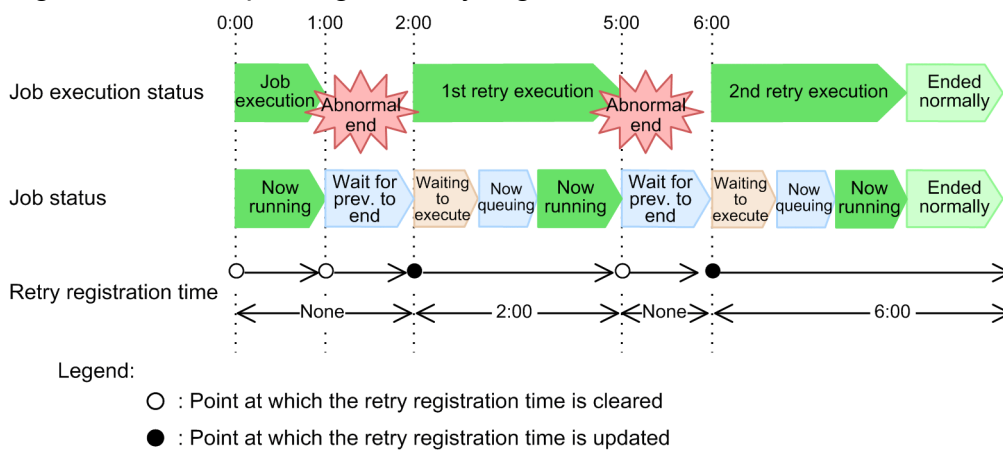 0:00 1:00 2:00 5:00 6:00
Job execution status
Job
execution
Abnormal
end
1st retry execution
Abnormal
end
2nd retry execution
Ended
normally
Job status
Now
running
Wait for
prev. to
end
Waiting
to
execute
Now
queuing
Now
running
Wait for
prev. to
end
Waiting
to
execute
Now
queuing
Now
running
Ended
normally
Retry registration time
None 2:00 None 6:00
Legend:
: Point at which the retry registration time is cleared
: Point at which the retry registration time is updated